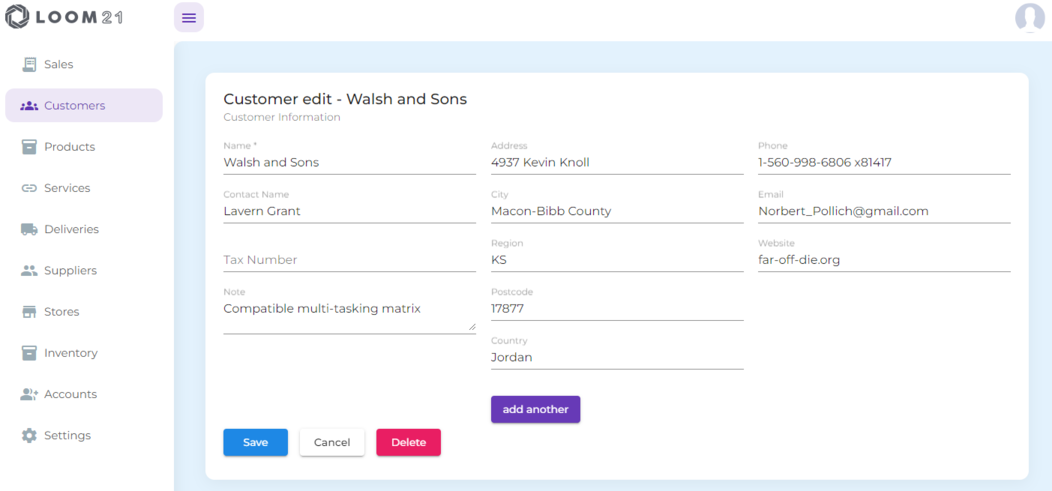 LOOM21
Sales
Customers
Products
Services
Deliveries
Suppliers
Stores
Inventory
Accounts
Settings
Customer edit - Walsh and Sons
Customer Information
Name *
Walsh and Sons
Contact Name
Lavern Grant
Tax Number
Note
Compatible multi-tasking matrix
Address
4937 Kevin Knoll
City
Macon-Bibb County
Region
KS
Postcode
17877
Country
Jordan
add another
Phone
1-560-998-6806 x81417
Email
Norbert_Pollich@gmail.com
Website
far-off-die.org
Save
Cancel
Delete